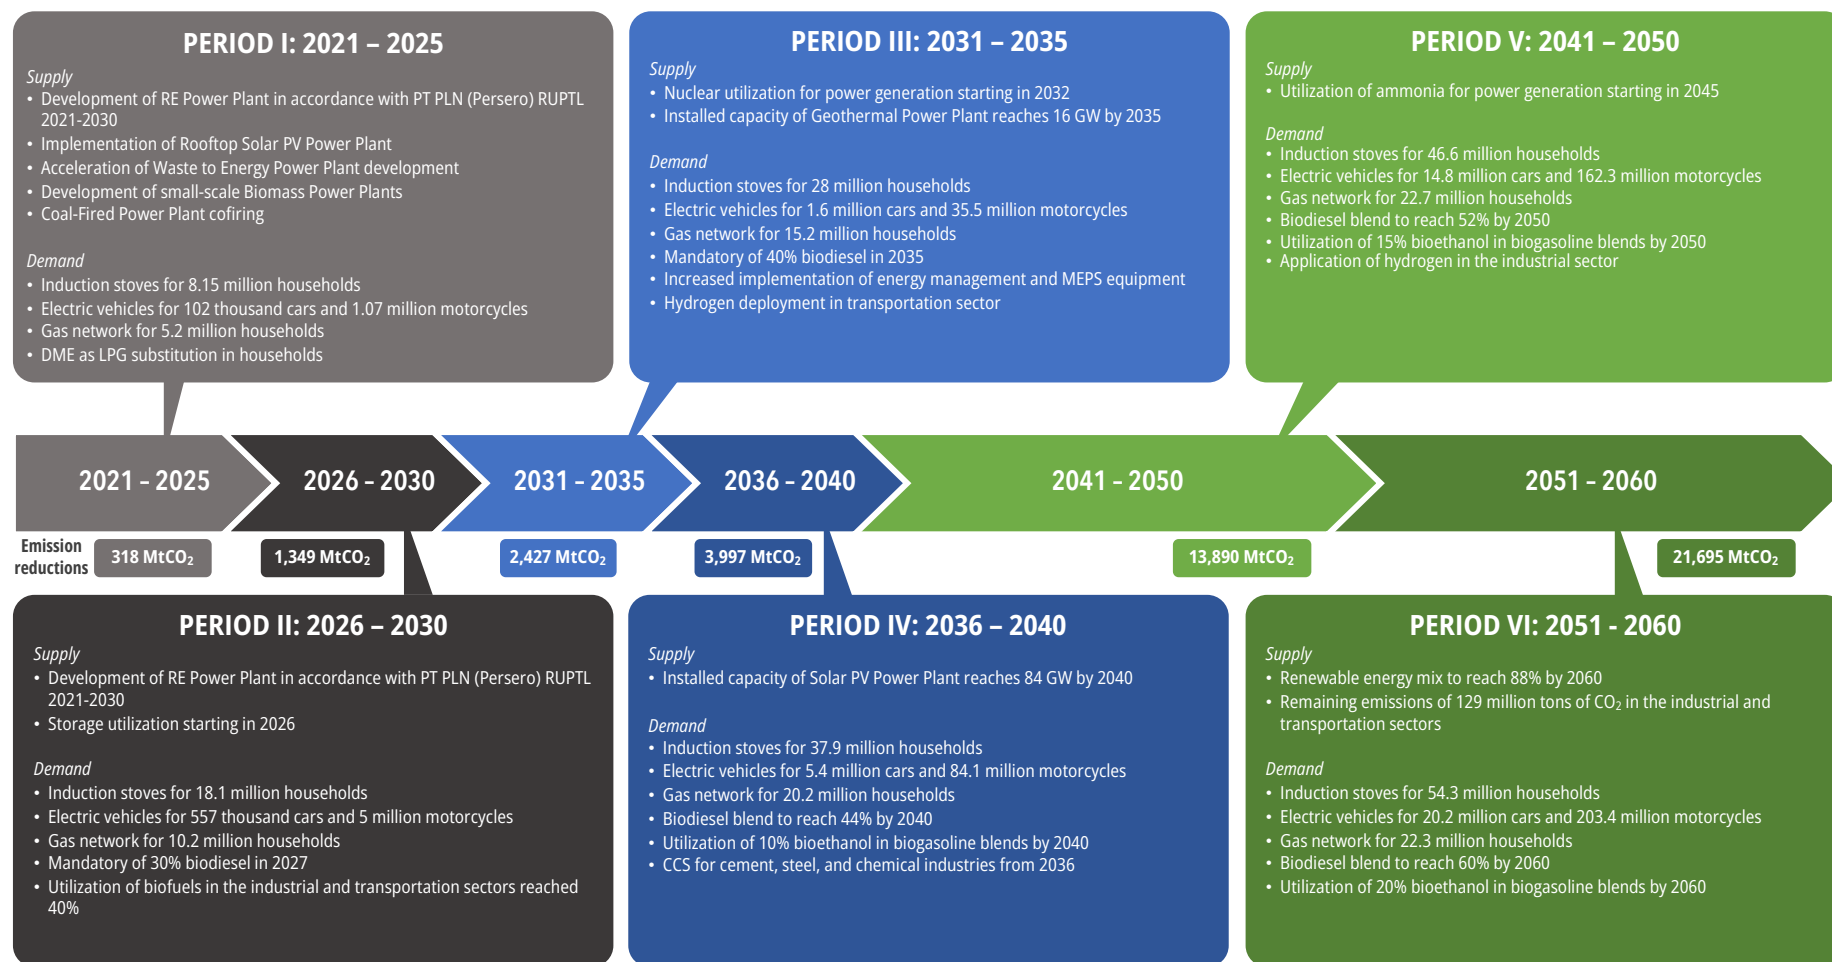 PERIOD I: 2021 – 2025
Supply
• Development of RE Power Plant in accordance with PT PLN (Persero) RUPTL
2021-2030
• Implementation of Rooftop Solar PV Power Plant
• Acceleration of Waste to Energy Power Plant development
• Development of small-scale Biomass Power Plants
• Coal-Fired Power Plant cofiring
Demand
• Induction stoves for 8.15 million households
• Electric vehicles for 102 thousand cars and 1.07 million motorcycles
• Gas network for 5.2 million households
• DME as LPG substitution in households
PERIOD III: 2031 – 2035
Supply
• Nuclear utilization for power generation starting in 2032
• Installed capacity of Geothermal Power Plant reaches 16 GW by 2035
Demand
• Induction stoves for 28 million households
• Electric vehicles for 1.6 million cars and 35.5 million motorcycles
• Gas network for 15.2 million households
• Mandatory of 40% biodiesel in 2035
• Increased implementation of energy management and MEPS equipment
• Hydrogen deployment in transportation sector
PERIOD V: 2041 – 2050
Supply
• Utilization of ammonia for power generation starting in 2045
Demand
• Induction stoves for 46.6 million households
• Electric vehicles for 14.8 million cars and 162.3 million motorcycles
• Gas network for 22.7 million households
• Biodiesel blend to reach 52% by 2050
• Utilization of 15% bioethanol in biogasoline blends by 2050
• Application of hydrogen in the industrial sector
2021 – 2025
2026 – 2030
2031 – 2035
2036 – 2040
2041 – 2050
2051 – 2060
Emission
reductions
318 MtCO₂
1,349 MtCO₂
2,427 MtCO₂
3,997 MtCO₂
13,890 MtCO₂
21,695 MtCO₂
PERIOD II: 2026 – 2030
Supply
• Development of RE Power Plant in accordance with PT PLN (Persero) RUPTL
2021-2030
• Storage utilization starting in 2026
Demand
• Induction stoves for 18.1 million households
• Electric vehicles for 557 thousand cars and 5 million motorcycles
• Gas network for 10.2 million households
• Mandatory of 30% biodiesel in 2027
• Utilization of biofuels in the industrial and transportation sectors reached
40%
PERIOD IV: 2036 – 2040
Supply
• Installed capacity of Solar PV Power Plant reaches 84 GW by 2040
Demand
• Induction stoves for 37.9 million households
• Electric vehicles for 5.4 million cars and 84.1 million motorcycles
• Gas network for 20.2 million households
• Biodiesel blend to reach 44% by 2040
• Utilization of 10% bioethanol in biogasoline blends by 2040
• CCS for cement, steel, and chemical industries from 2036
PERIOD VI: 2051 - 2060
Supply
• Renewable energy mix to reach 88% by 2060
• Remaining emissions of 129 million tons of CO₂ in the industrial and
transportation sectors
Demand
• Induction stoves for 54.3 million households
• Electric vehicles for 20.2 million cars and 203.4 million motorcycles
• Gas network for 22.3 million households
• Biodiesel blend to reach 60% by 2060
• Utilization of 20% bioethanol in biogasoline blends by 2060